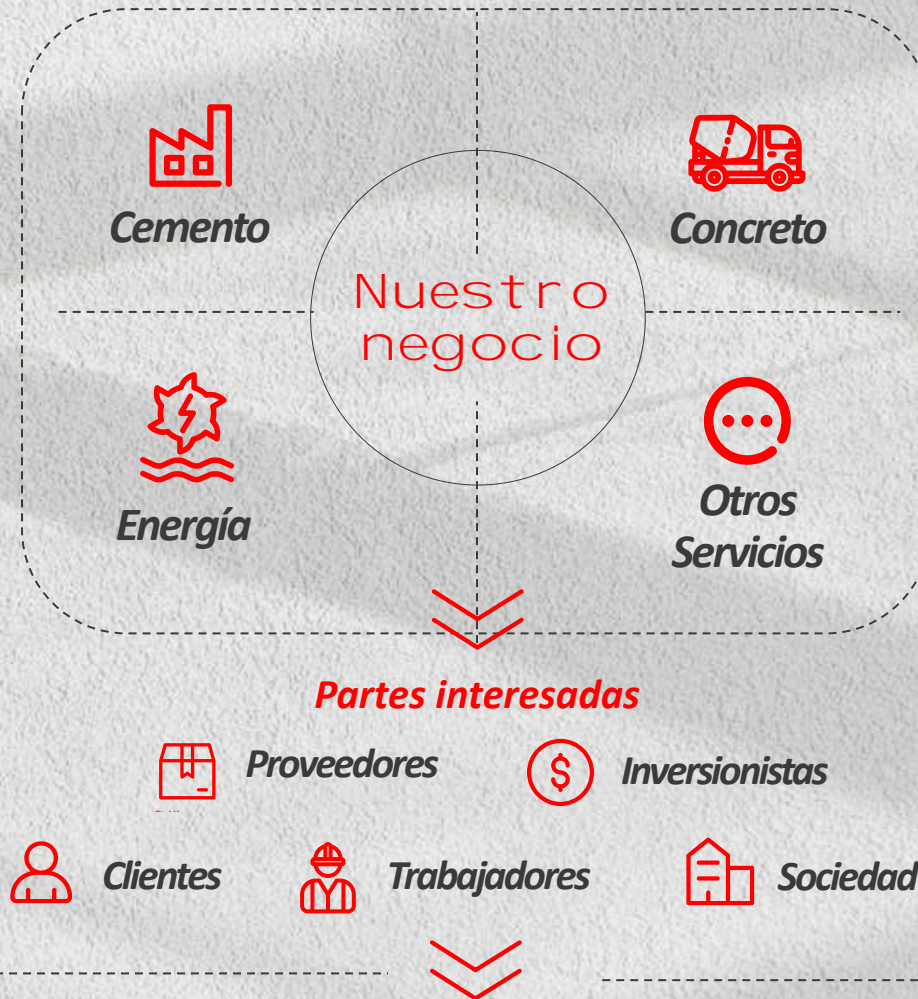 Cemento
Concreto
Nuestro
negocio
Energía
Otros
Servicios
Partes interesadas
Proveedores
$
Inversionistas
Clientes
Trabajadores
Sociedad